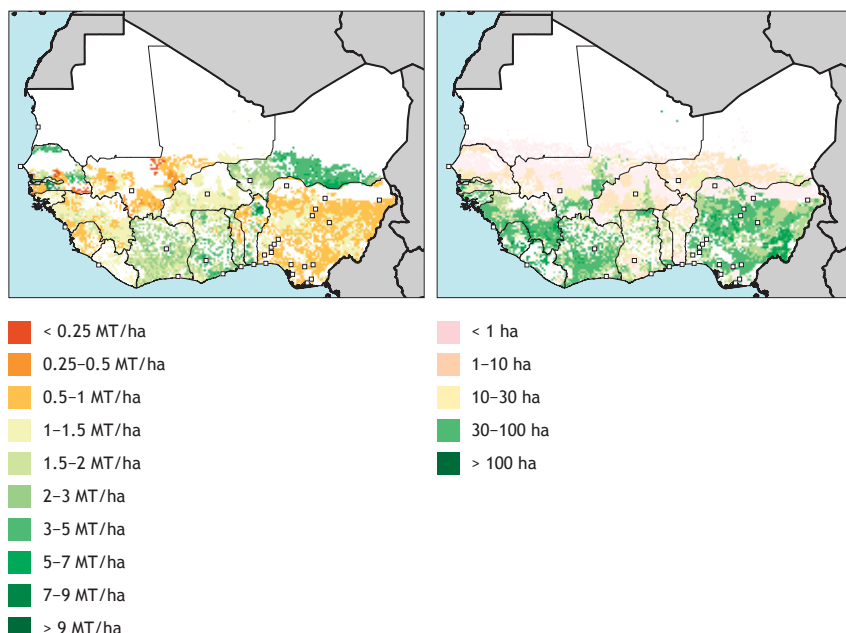 < 0.25 MT/ha
0.25–0.5 MT/ha
0.5–1 MT/ha
1–1.5 MT/ha
1.5–2 MT/ha
2–3 MT/ha
3–5 MT/ha
5–7 MT/ha
7–9 MT/ha
> 9 MT/ha
< 1 ha
1–10 ha
10–30 ha
30–100 ha
> 100 ha